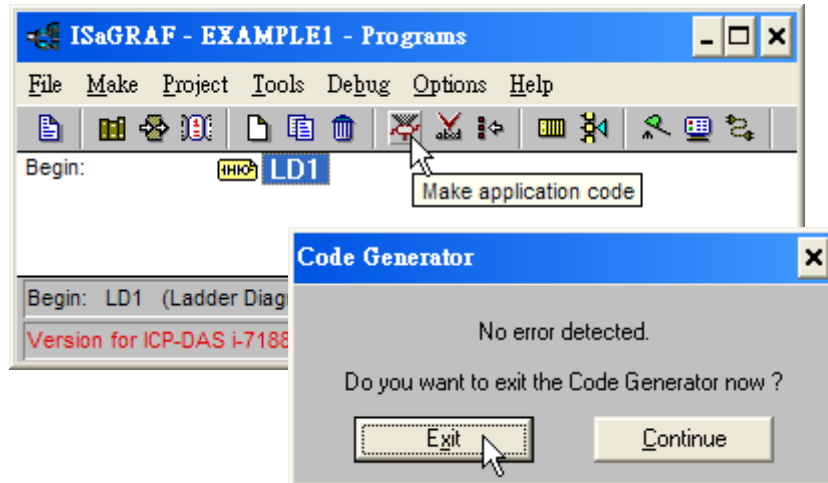 ISaGRAF - EXAMPLE1 - Programs
File Make Project Tools Debug Options Help
Begin: LD1
Make application code
Code Generator
Begin: LD1 (Ladder
Version for ICP-DAS
No error detected.
Do you want to exit the Code Generator now ?
Exit Continue